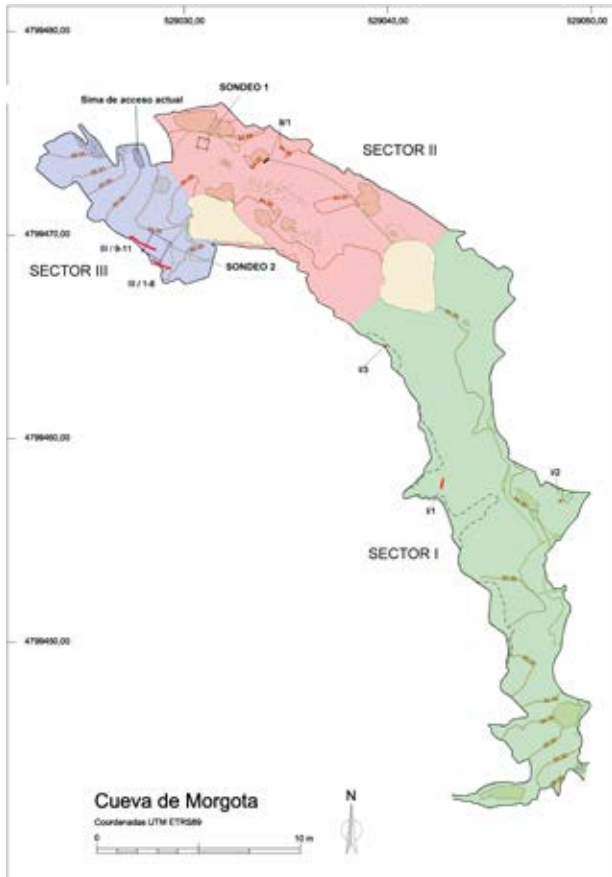 529030,00
529040,00
529050,00
4799480,00
SONDEO 1
Sima de acceso actual
II/1
SECTOR II
4799470,00
III / 9-11
SONDEO 2
SECTOR III
III / 1-8
I/3
4799460,00
I/2
I/1
SECTOR I
4799450,00
Cueva de Morgota
Coordenadas UTM ETRS89
N
0
10 m